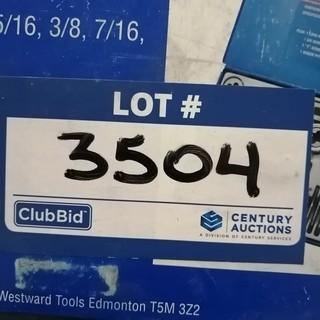 5/16, 3/8, 7/16,
LOT #
3504
ClubBid™
CENTURY
AUCTIONS
A DIVISION OF CENTURY SERVICES
Westward Tools Edmonton T5M 3Z2